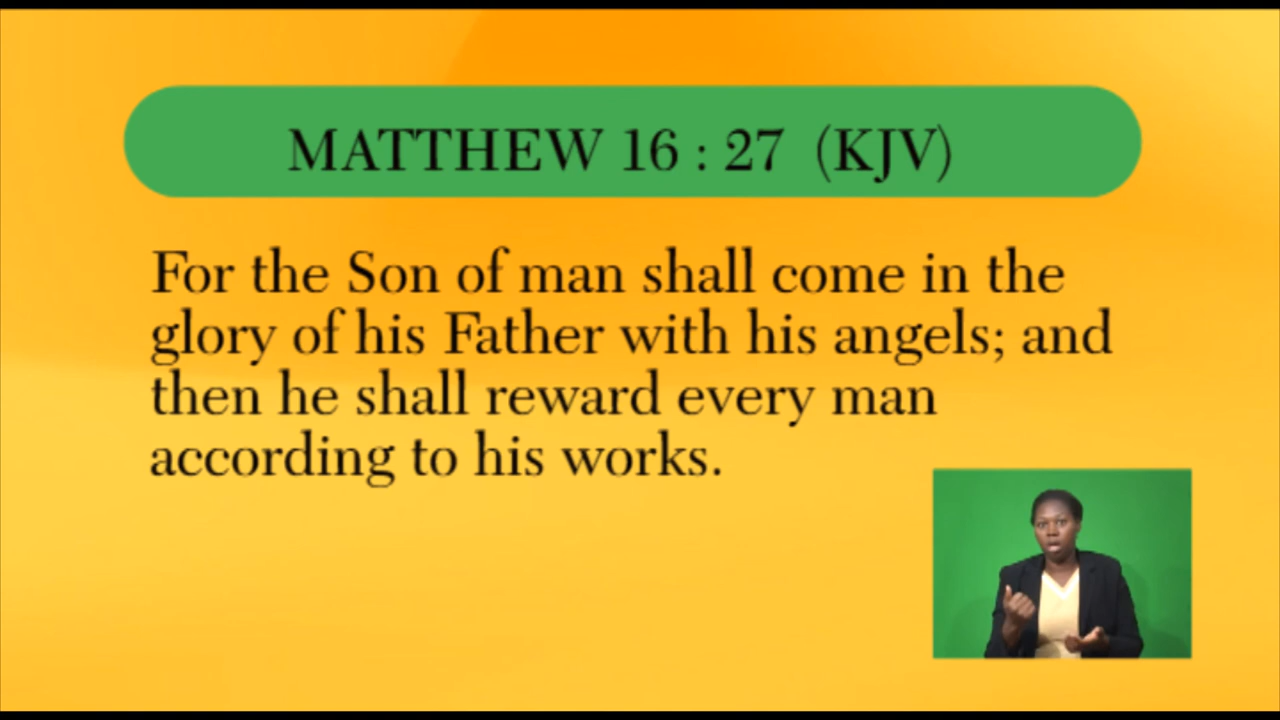 MATTHEW 16 : 27 (KJV)
For the Son of man shall come in the
glory of his Father with his angels; and
then he shall reward every man
according to his works.